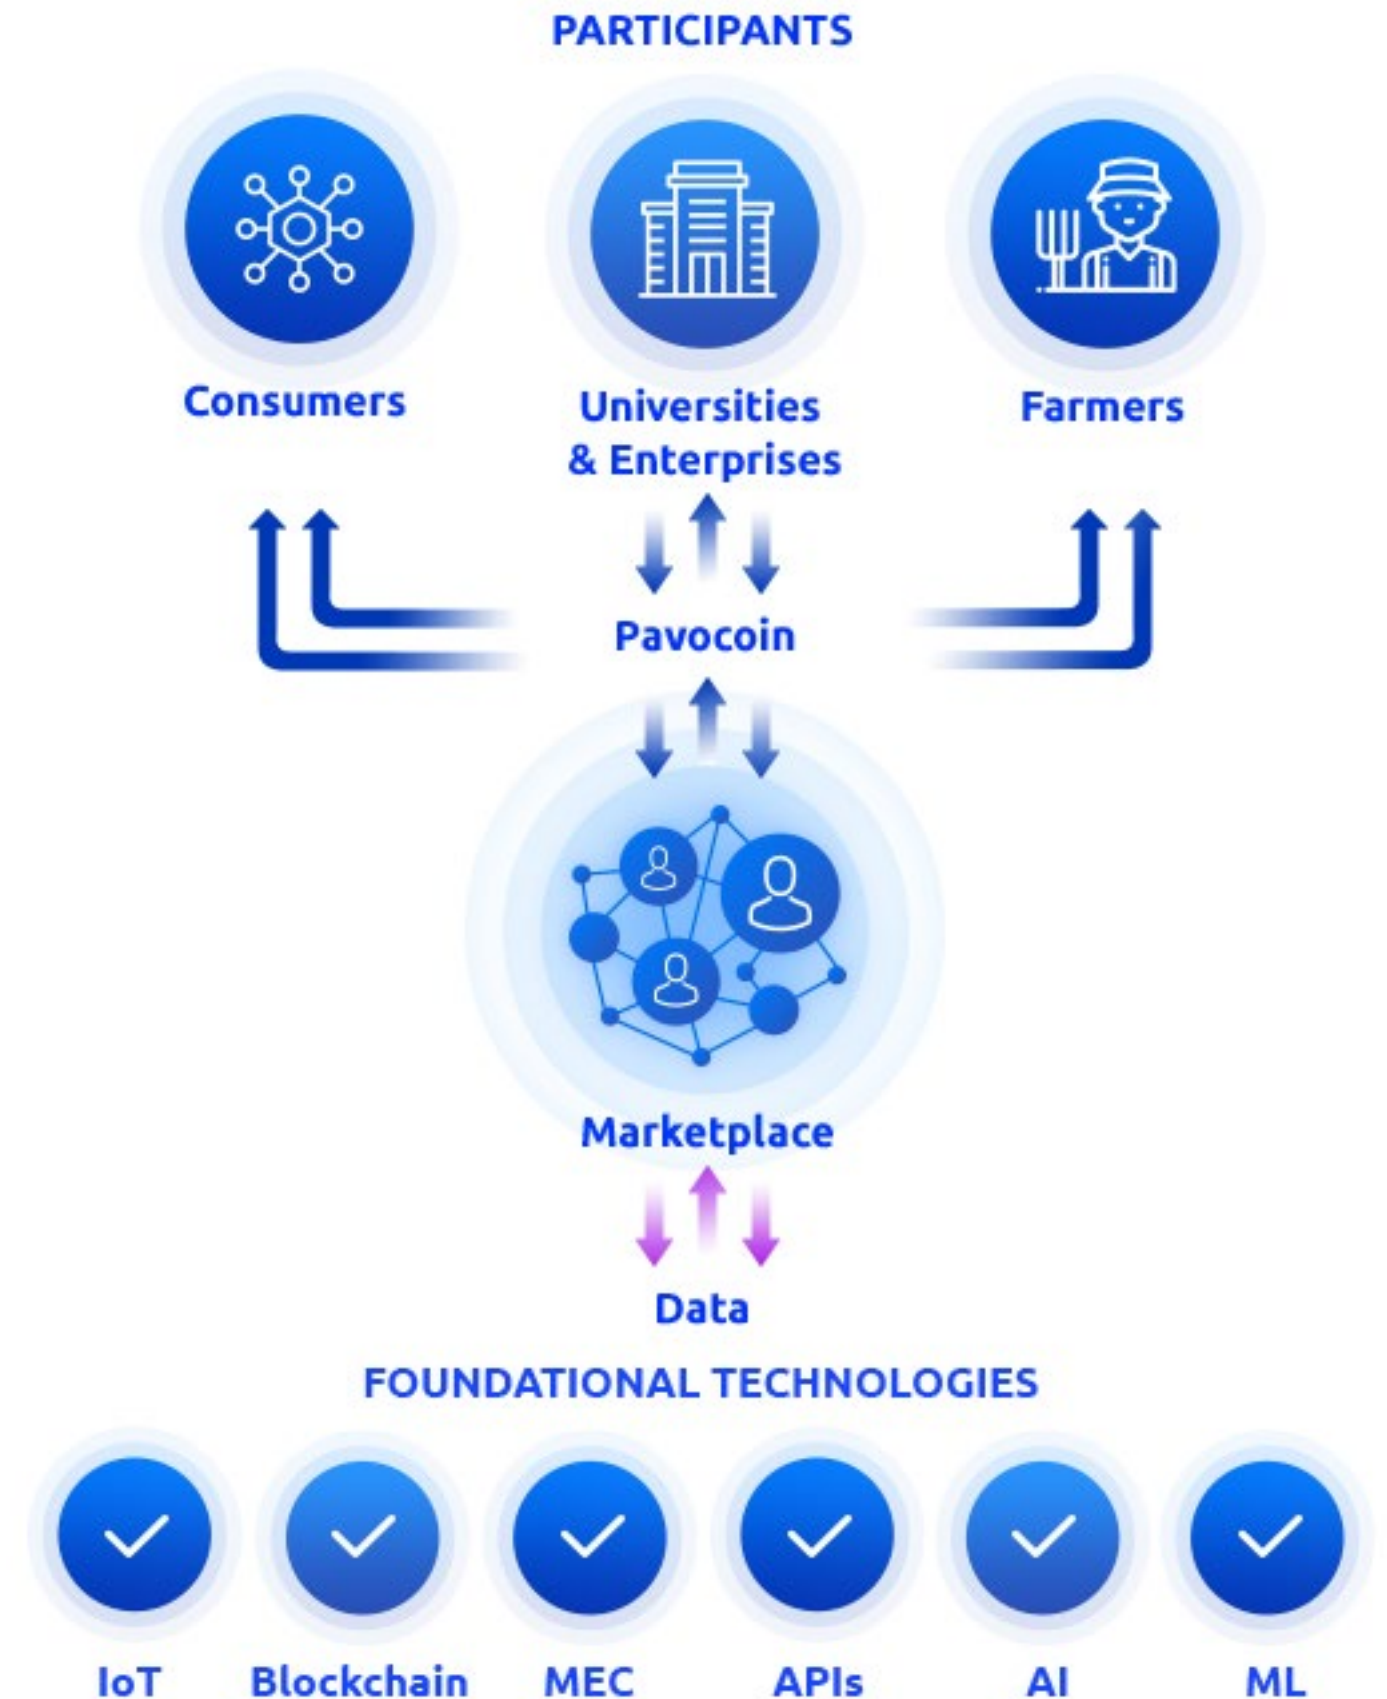 PARTICIPANTS
Consumers
Universities
& Enterprises
Farmers
Pavocoin
Marketplace
Data
FOUNDATIONAL TECHNOLOGIES
IoT
Blockchain
MEC
APIs
AI
ML